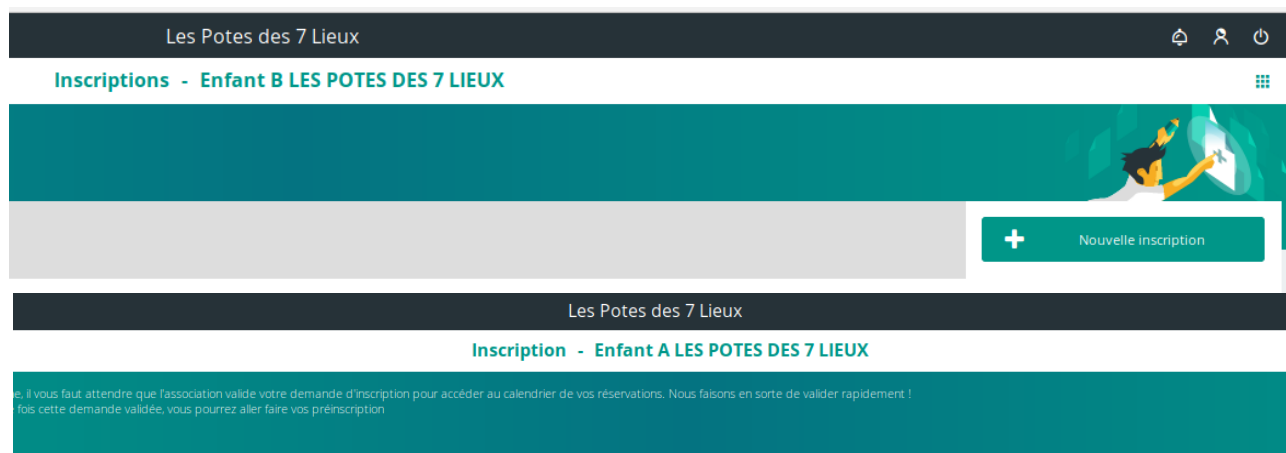 Les Potes des 7 Lieux
Inscriptions - Enfant B LES POTES DES 7 LIEUX
Nouvelle inscription
Les Potes des 7 Lieux
Inscription - Enfant A LES POTES DES 7 LIEUX
il vous faut attendre que l'association valide votre demande d'inscription pour accéder au calendrier de vos réservations. Nous faisons en sorte de valider rapidement !
fois cette demande validée, vous pourrez aller faire vos préinscription